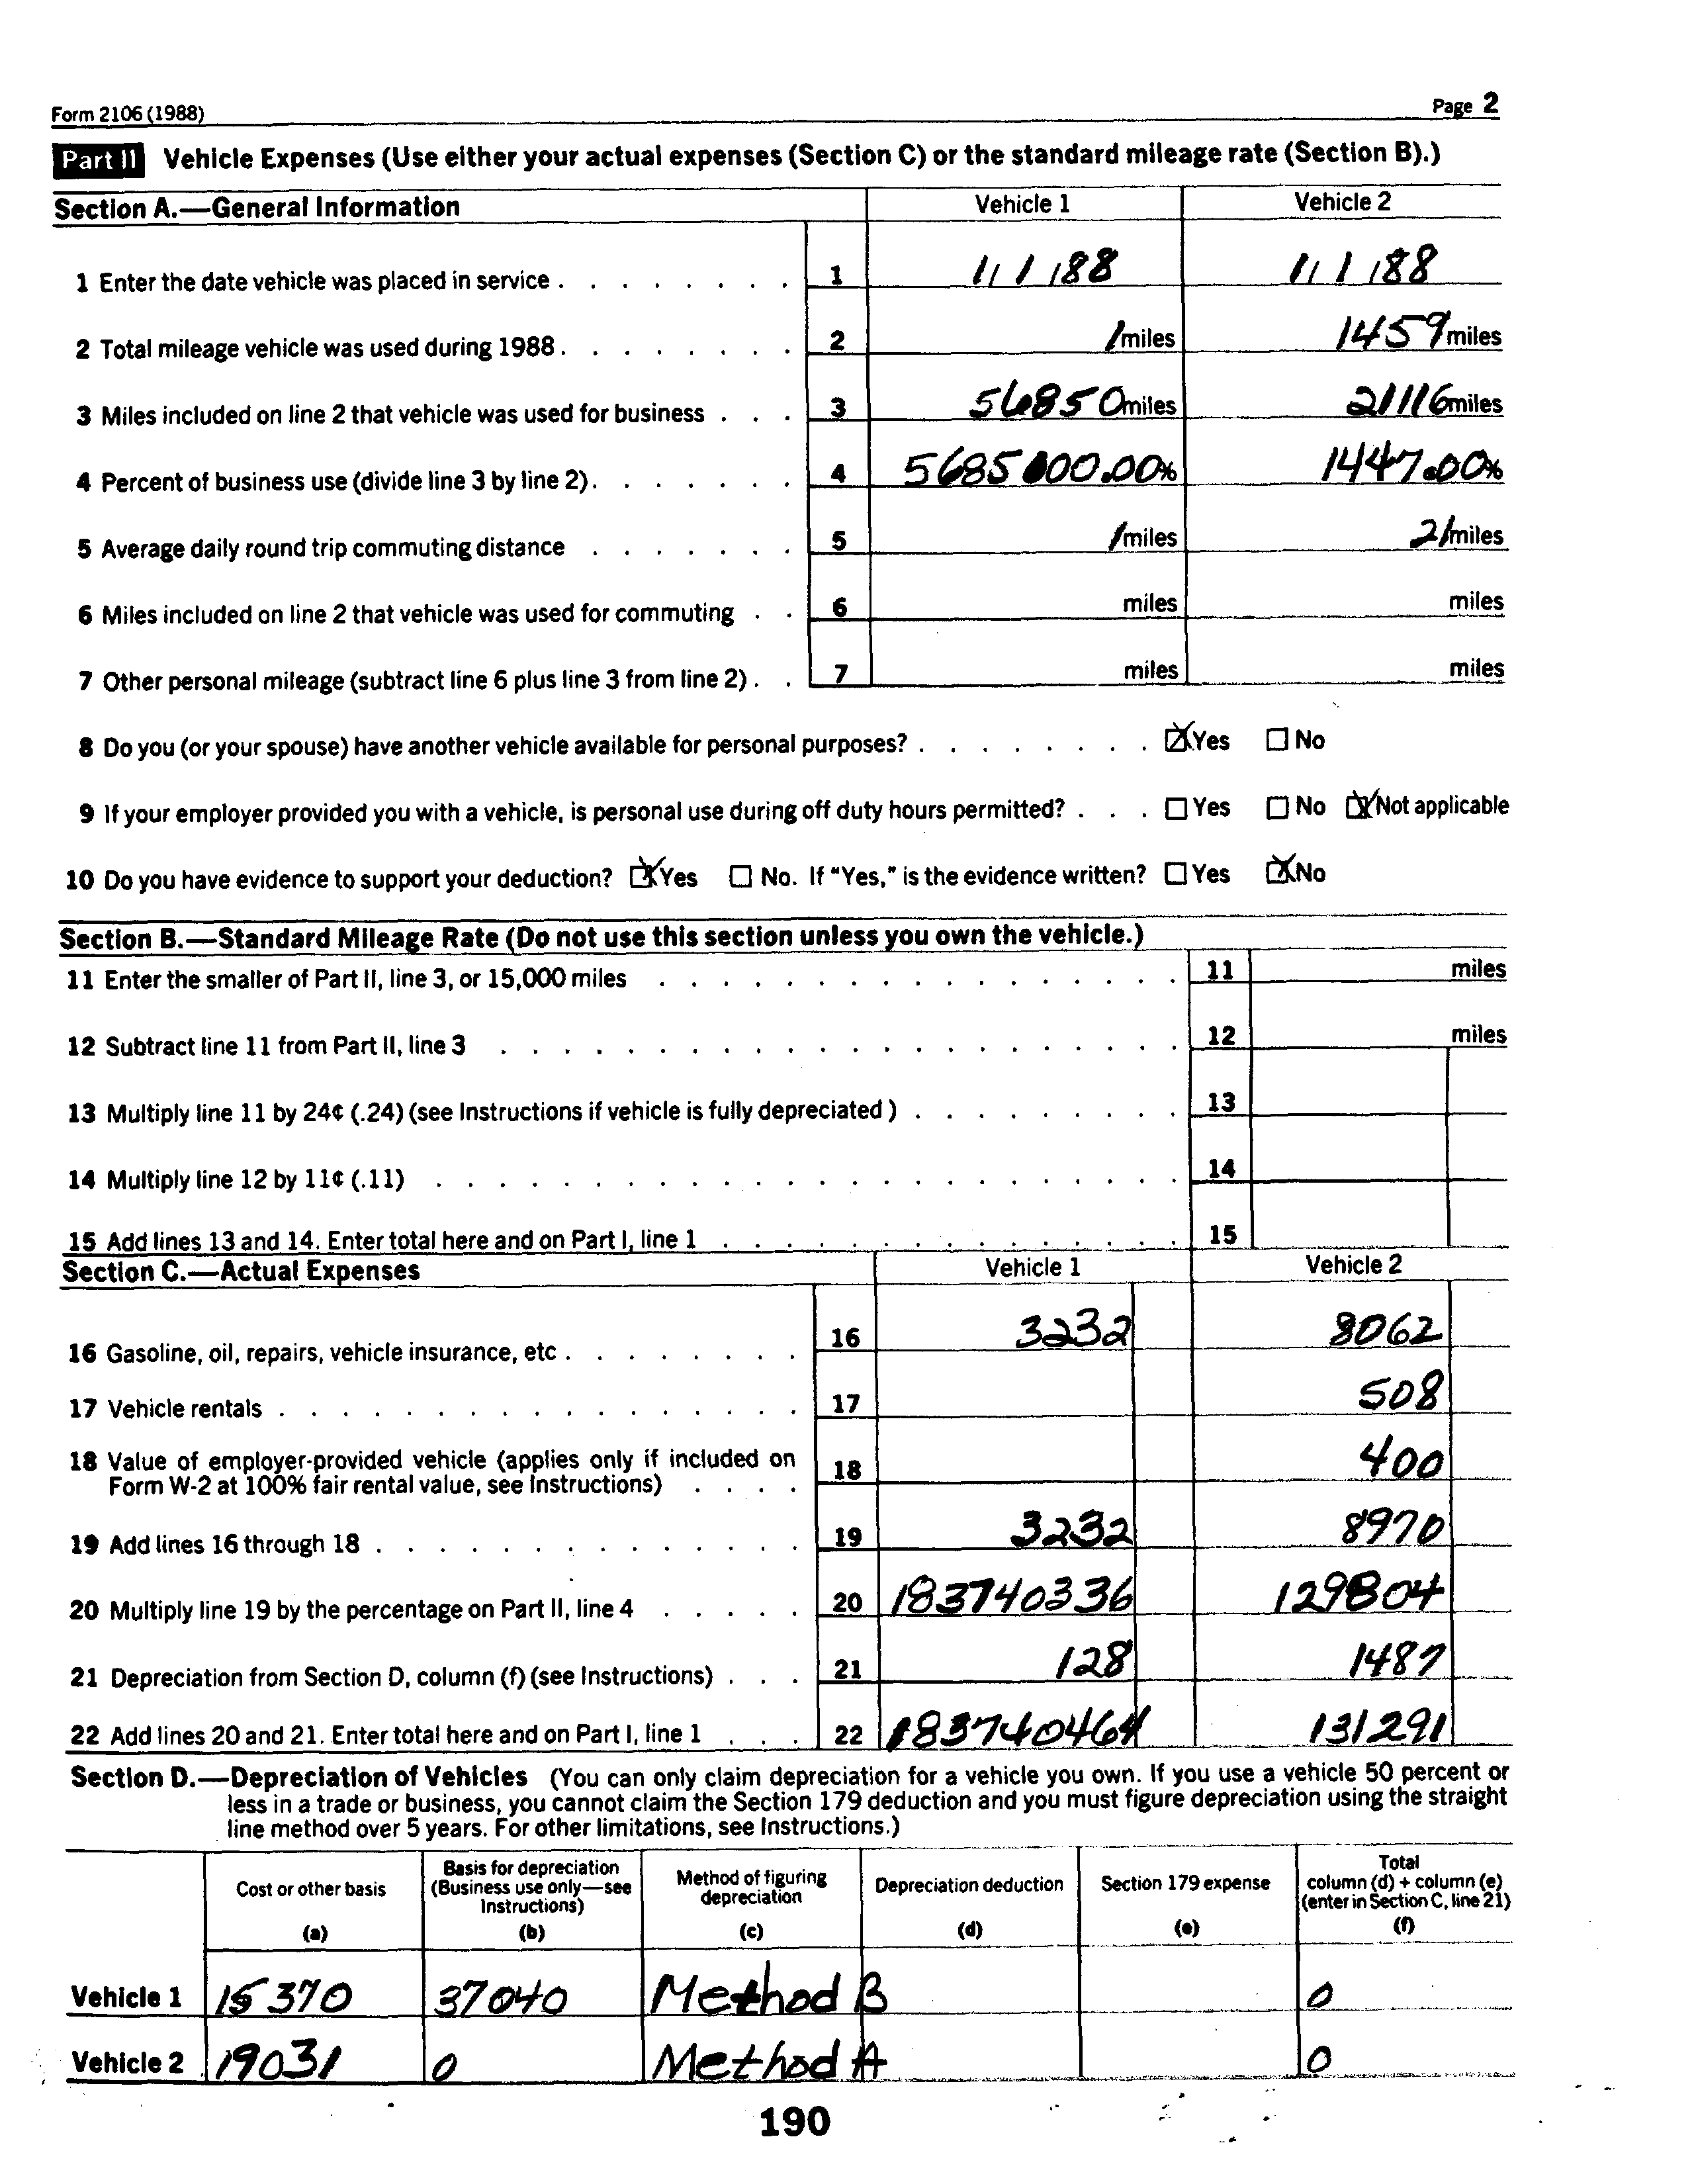 Form 2106 (1988) Page 2
Part II Vehicle Expenses (Use either your actual expenses (Section C) or the standard mileage rate (Section B).)
Section A.—General Information Vehicle 1 Vehicle 2
1 Enter the date vehicle was placed in service . . . . . . . . 1 1/ 1 /88 1/ 1 /88
2 Total mileage vehicle was used during 1988 . . . . . . . . 2 1 miles 1459 miles
3 Miles included on line 2 that vehicle was used for business . . . 3 56850 miles 21116 miles
4 Percent of business use (divide line 3 by line 2) . . . . . . . 4 5685000.00% 1447.00%
5 Average daily round trip commuting distance . . . . . . . 5 1 miles 21 miles
6 Miles included on line 2 that vehicle was used for commuting . . 6 miles miles
7 Other personal mileage (subtract line 6 plus line 3 from line 2) . . 7 miles miles
8 Do you (or your spouse) have another vehicle available for personal purposes? . . . . . . . . ☒ Yes ☐ No
9 If your employer provided you with a vehicle, is personal use during off duty hours permitted? . . . ☐ Yes ☐ No ☒ Not applicable
10 Do you have evidence to support your deduction? ☒ Yes ☐ No. If "Yes," is the evidence written? ☐ Yes ☒ No
Section B.—Standard Mileage Rate (Do not use this section unless you own the vehicle.)
11 Enter the smaller of Part II, line 3, or 15,000 miles . . . . . . . . . . . . . . . . . 11 miles
12 Subtract line 11 from Part II, line 3 . . . . . . . . . . . . . . . . . . . . . . 12 miles
13 Multiply line 11 by 24¢ (.24) (see Instructions if vehicle is fully depreciated ) . . . . . . . . . 13
14 Multiply line 12 by 11¢ (.11) . . . . . . . . . . . . . . . . . . . . . . . . 14
15 Add lines 13 and 14. Enter total here and on Part I, line 1 . . . . . . . . . . . . . . . 15
Section C.—Actual Expenses Vehicle 1 Vehicle 2
16 Gasoline, oil, repairs, vehicle insurance, etc . . . . . . . . 16 3232 8062
17 Vehicle rentals . . . . . . . . . . . . . . . . . 17 508
18 Value of employer-provided vehicle (applies only if included on
Form W-2 at 100% fair rental value, see Instructions) . . . . 18 400
19 Add lines 16 through 18 . . . . . . . . . . . . . . 19 3232 8970
20 Multiply line 19 by the percentage on Part II, line 4 . . . . . 20 183740336 129804
21 Depreciation from Section D, column (f) (see Instructions) . . . 21 128 1487
22 Add lines 20 and 21. Enter total here and on Part I, line 1 . . . 22 183740464 131291
Section D.—Depreciation of Vehicles (You can only claim depreciation for a vehicle you own. If you use a vehicle 50 percent or
less in a trade or business, you cannot claim the Section 179 deduction and you must figure depreciation using the straight
line method over 5 years. For other limitations, see Instructions.)
Cost or other basis (a)
Basis for depreciation (Business use only—see Instructions) (b)
Method of figuring depreciation (c)
Depreciation deduction (d)
Section 179 expense (e)
Total column (d) + column (e) (enter in Section C, line 21) (f)
Vehicle 1 15370 37040 Method B 0
Vehicle 2 19031 0 Method A 0
190